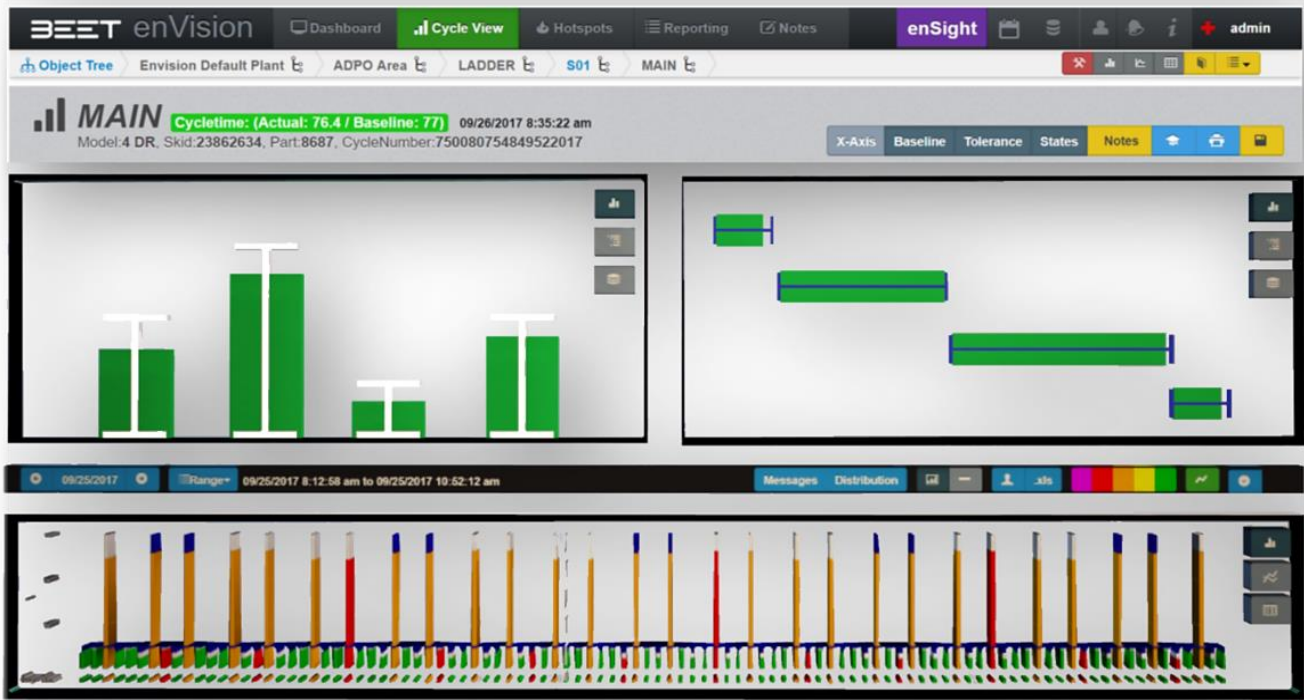 BEET enVision Dashboard Cycle View Hotspots Reporting Notes enSight admin
Object Tree Envision Default Plant ADPO Area LADDER S01 MAIN
MAIN Cycletime: (Actual: 76.4 / Baseline: 77) 09/26/2017 8:35:22 am
Model:4 DR, Skid:23862634, Part:8687, CycleNumber:750080754849522017
X-Axis Baseline Tolerance States Notes
09/25/2017 Range 09/25/2017 8:12:58 am to 09/25/2017 10:52:12 am Messages Distribution .xls